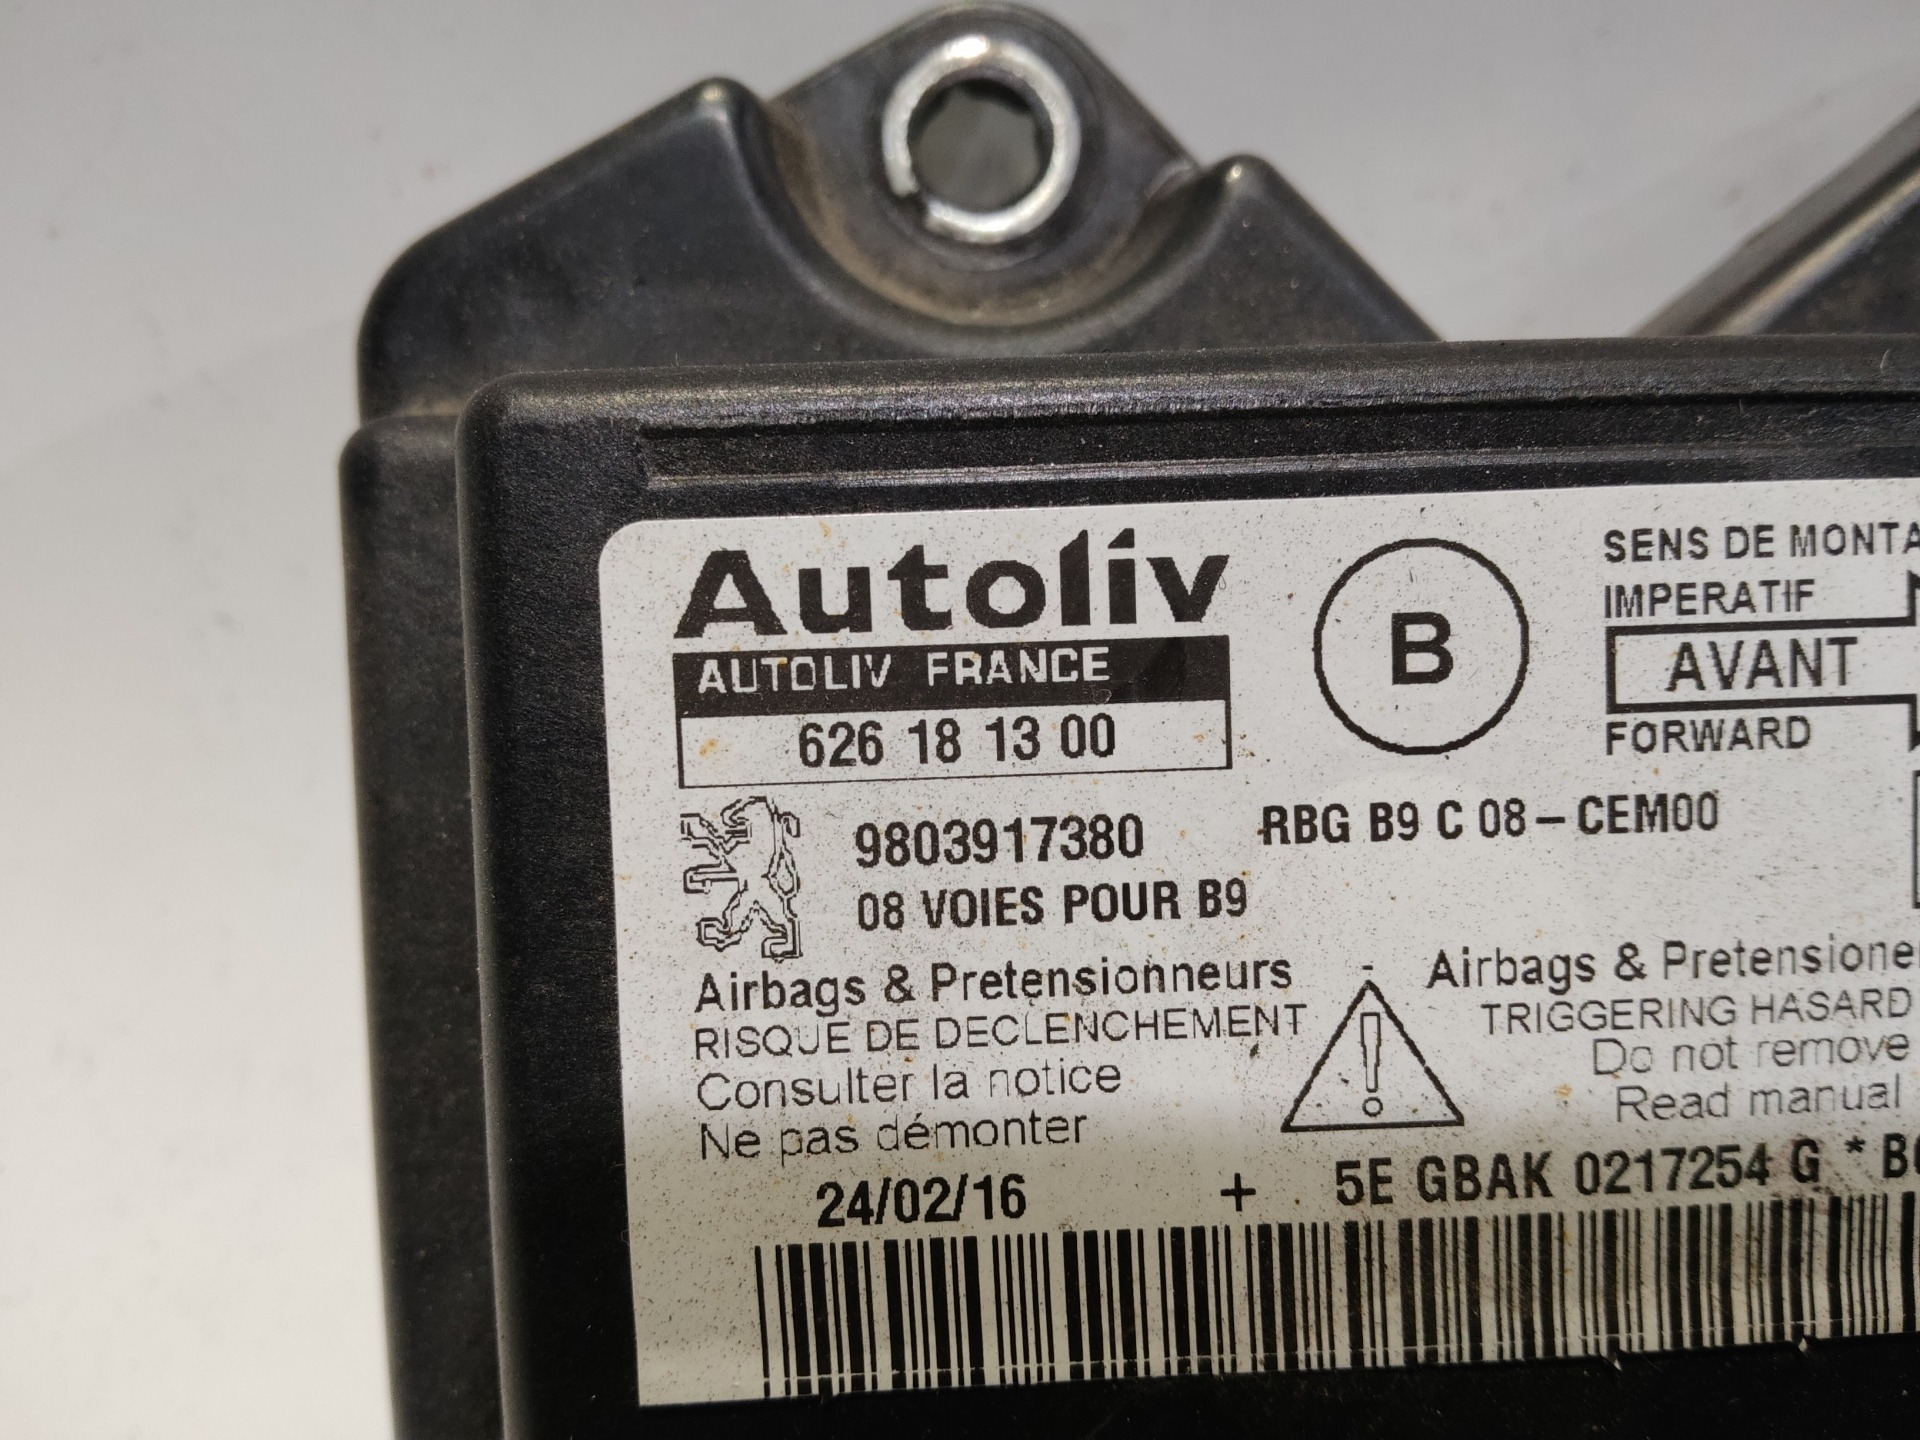 Autoliv
AUTOLIV FRANCE
626 18 13 00
B
SENS DE MONTA
IMPERATIF
AVANT
FORWARD
9803917380
RBG B9 C 08-CEM00
08 VOIES POUR B9
Airbags & Pretensionneurs
RISQUE DE DECLENCHEMENT
Consulter la notice
Ne pas démonter
- Airbags & Pretensione
TRIGGERING HASARD
Do not remove
Read manual
24/02/16 + 5E GBAK 0217254 G *B